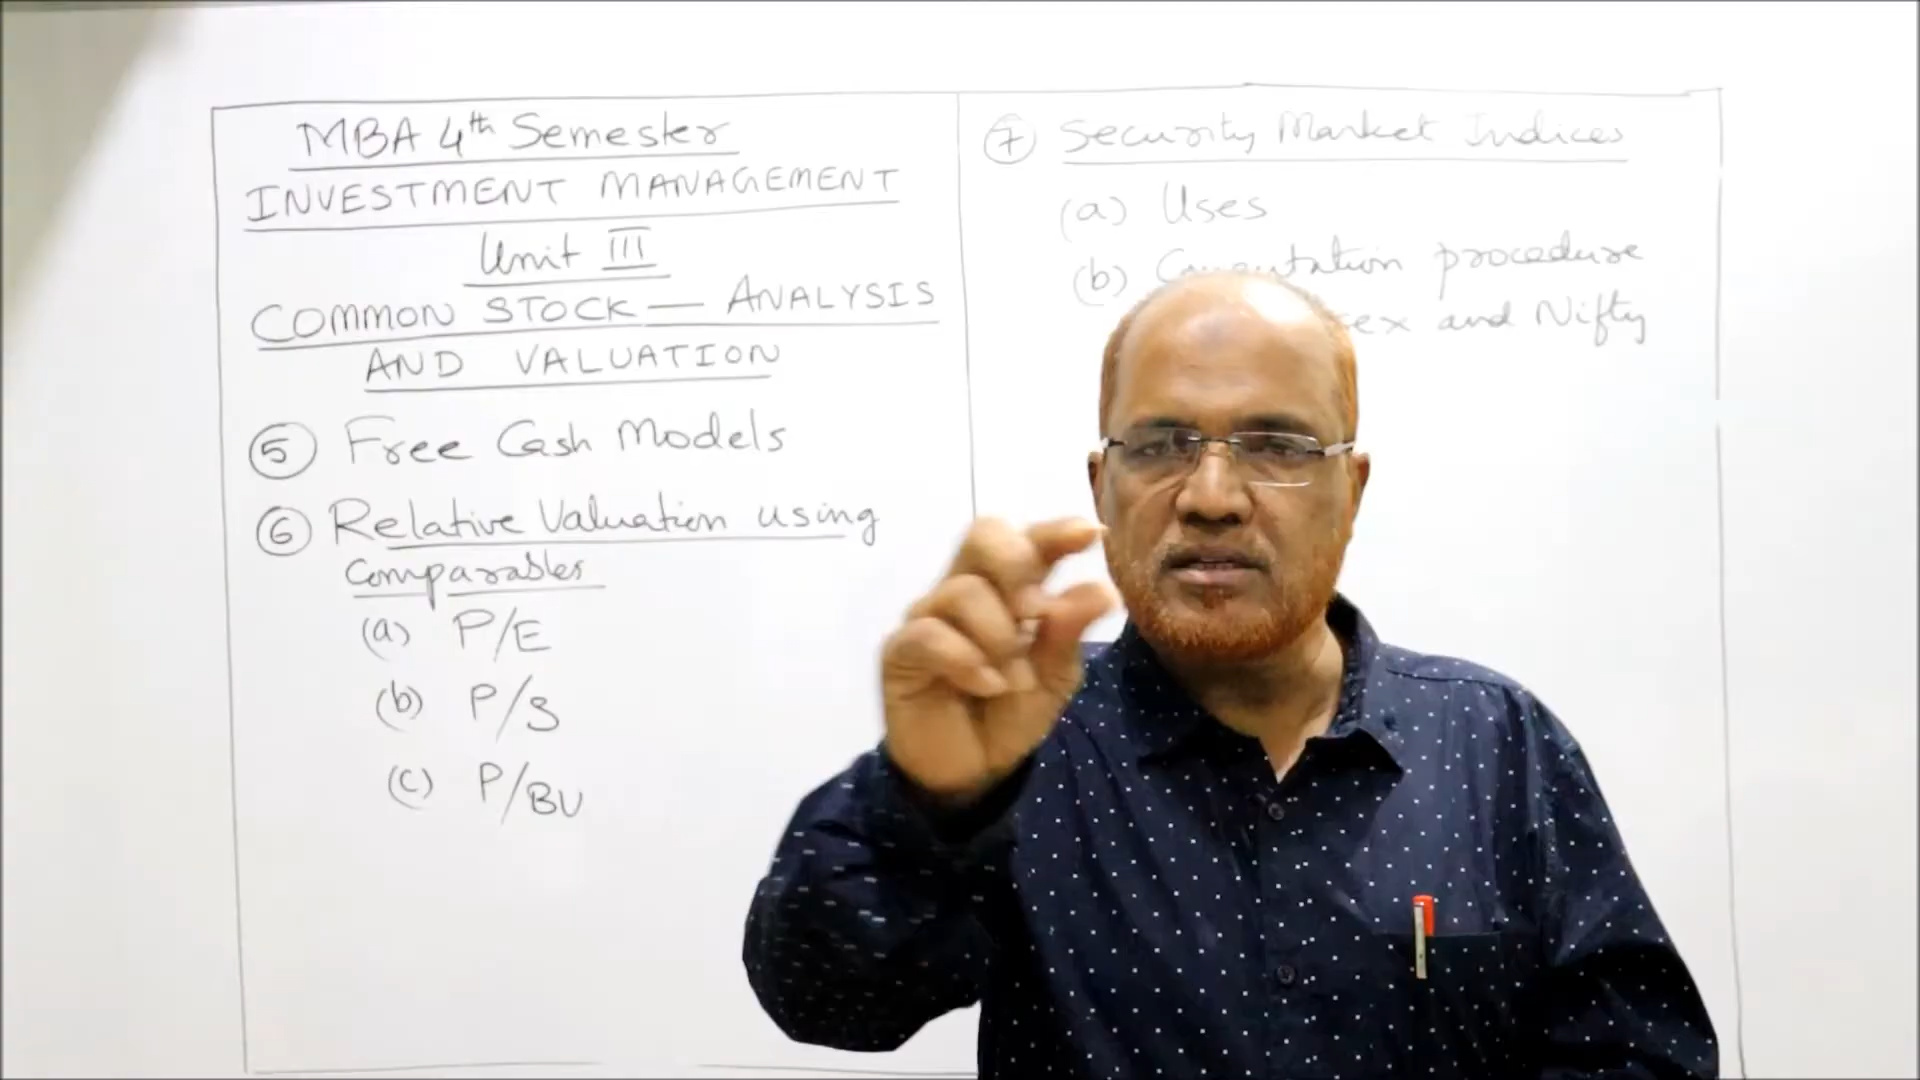 MBA 4th Semester
INVESTMENT MANAGEMENT
Unit III
COMMON STOCK — ANALYSIS
AND VALUATION
5 Free Cash Models
6 Relative Valuation using
Comparables
(a) P/E
(b) P/S
(c) P/BV
7 Security Market Indices
(a) Uses
(b) Computation procedure
and Nifty